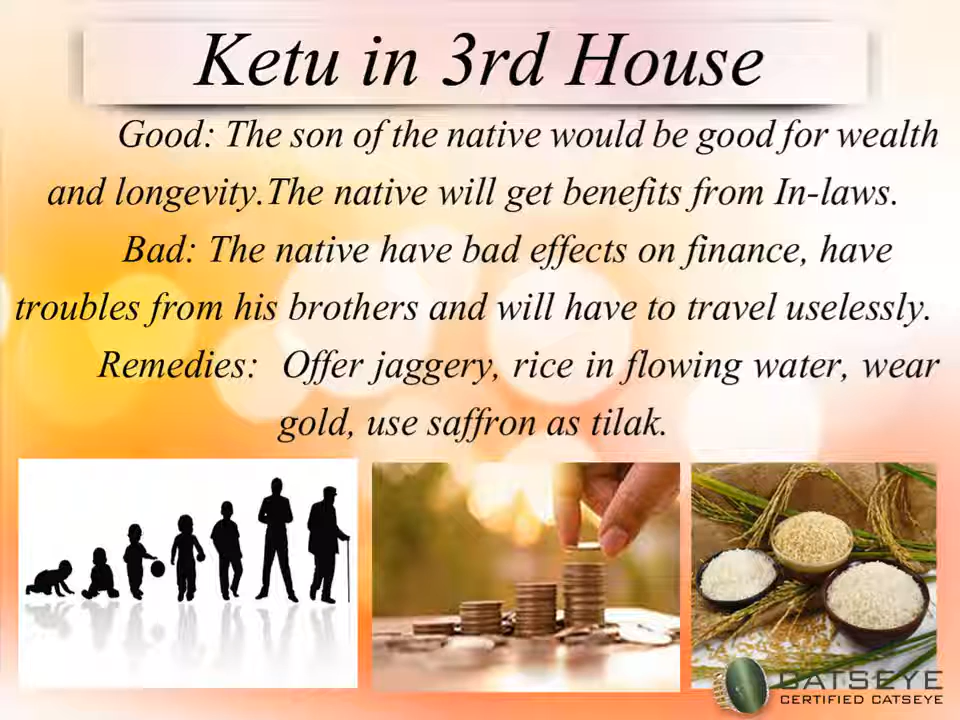 Ketu in 3rd House
Good: The son of the native would be good for wealth
and longevity.The native will get benefits from In-laws.
Bad: The native have bad effects on finance, have
troubles from his brothers and will have to travel uselessly.
Remedies: Offer jaggery, rice in flowing water, wear
gold, use saffron as tilak.
CATSEYE
CERTIFIED CATSEYE